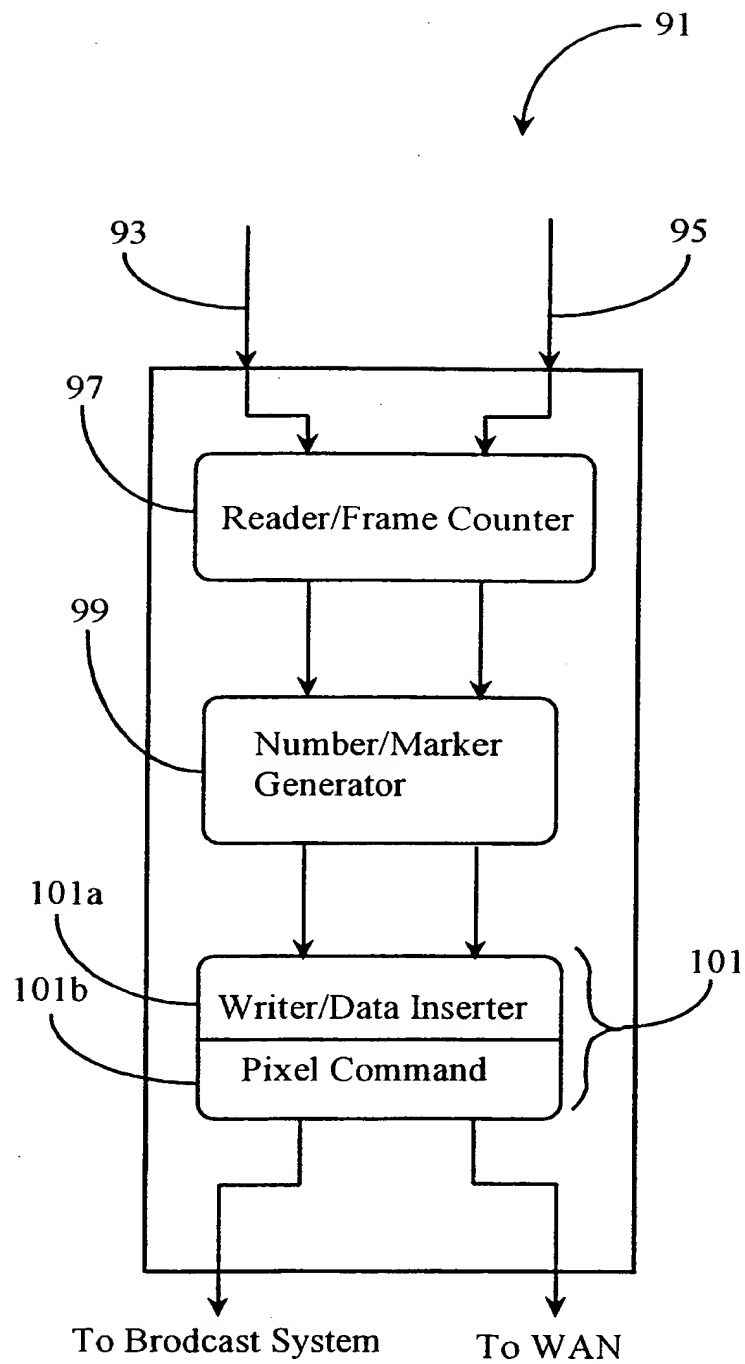 91
93
95
97
Reader/Frame Counter
99
Number/Marker
Generator
101a
101
101b
Writer/Data Inserter
Pixel Command
To Brodcast System
To WAN